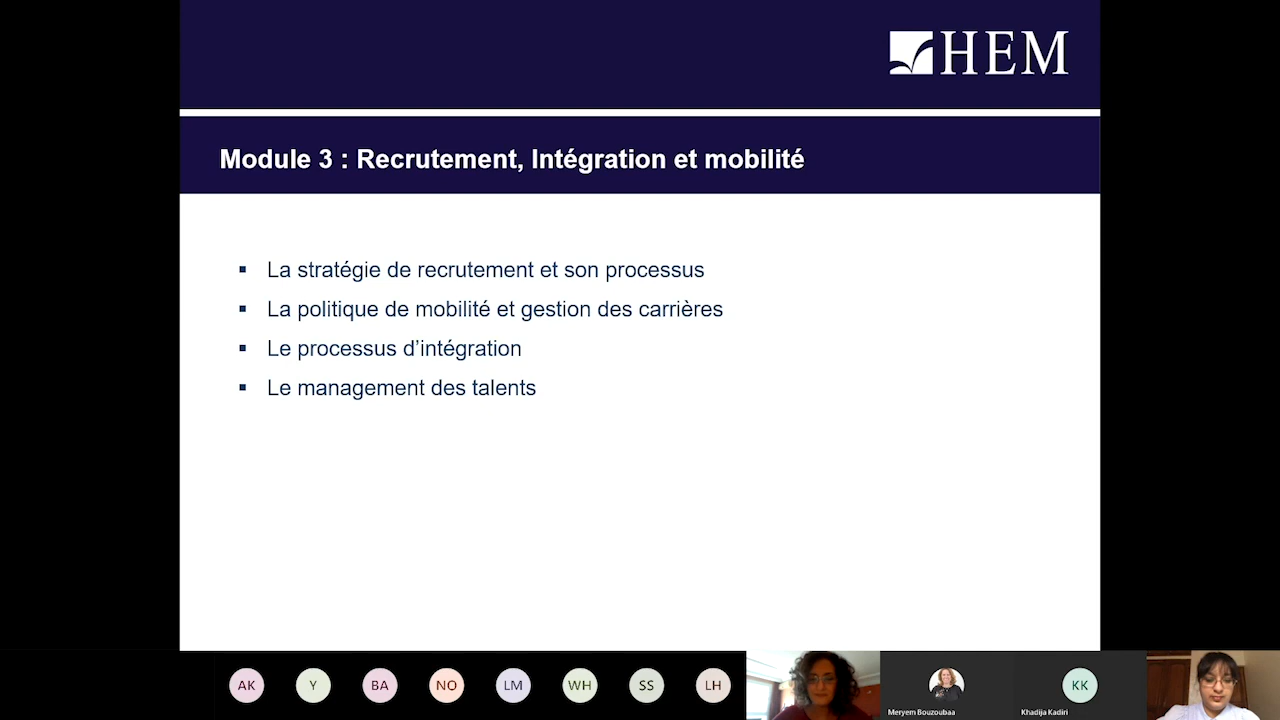 HEM
Module 3 : Recrutement, Intégration et mobilité
La stratégie de recrutement et son processus
La politique de mobilité et gestion des carrières
Le processus d’intégration
Le management des talents
AK
Y
BA
NO
LM
WH
SS
LH
KK
Meryem Bouzoubaa
Khadija Kadiri